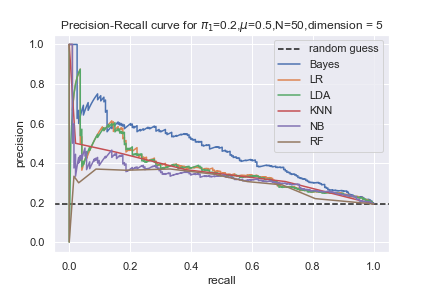 Precision-Recall curve for π₁=0.2,μ=0.5,N=50,dimension = 5
1.0
0.8
0.6
0.4
0.2
0.0
precision
random guess
Bayes
LR
LDA
KNN
NB
RF
0.0 0.2 0.4 0.6 0.8 1.0
recall